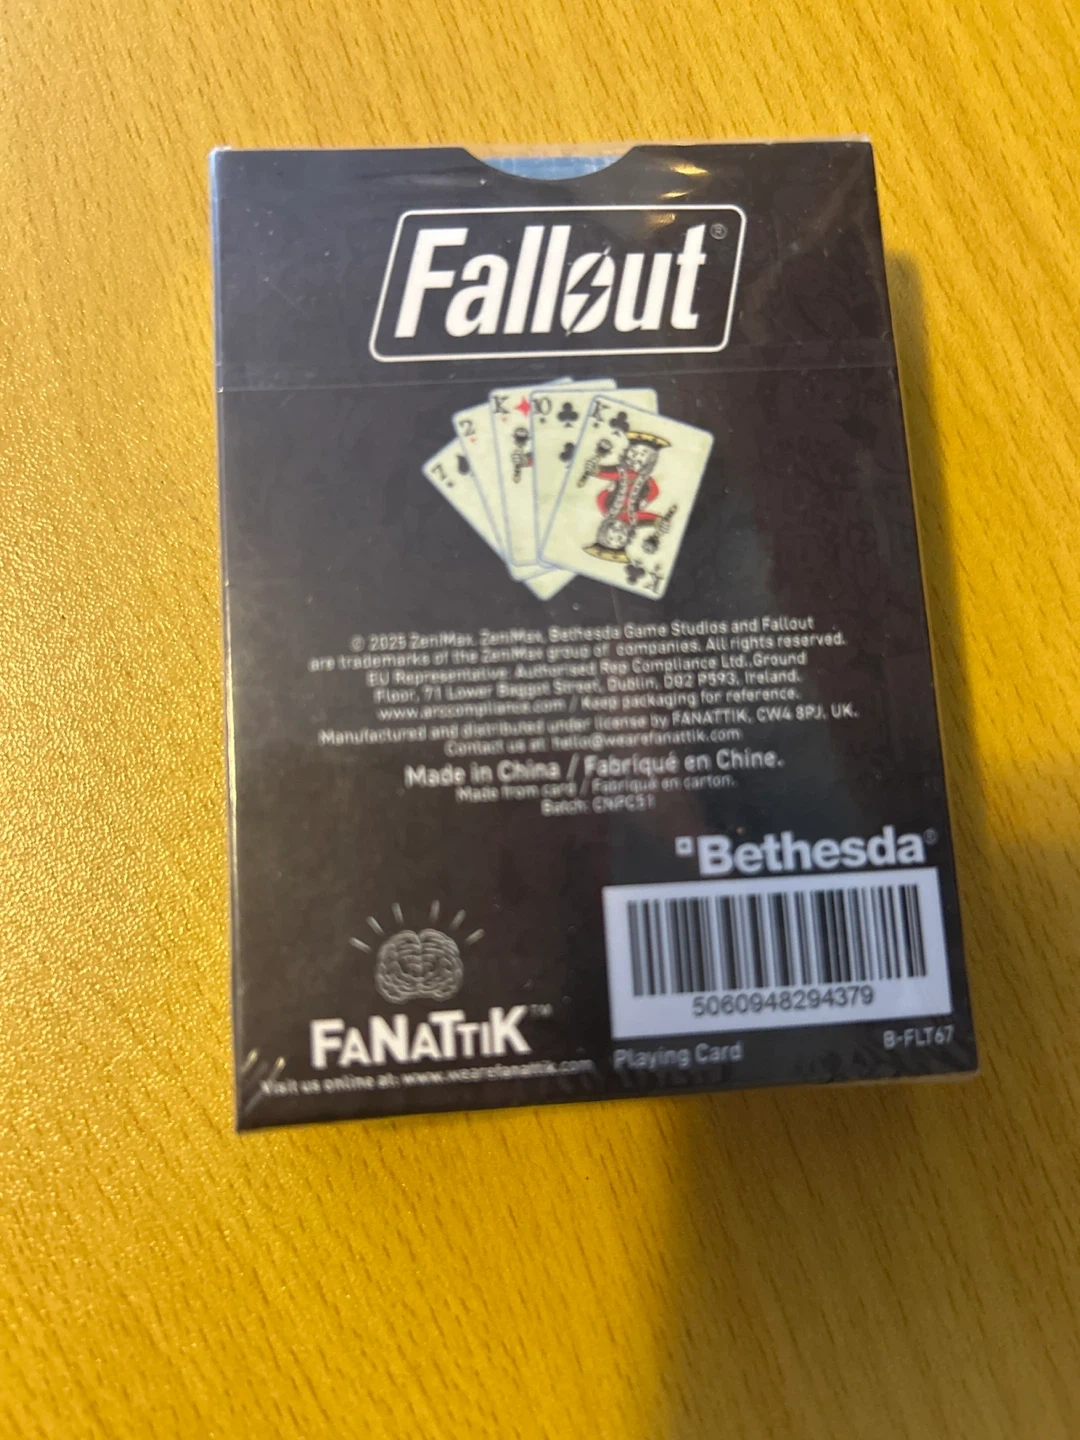 Fallout®
7
2
K
10
K
K
© 2025 ZeniMax. ZeniMax, Bethesda Game Studios and Fallout
are trademarks of the ZeniMax group of companies. All rights reserved.
EU Representative: Authorised Rep Compliance Ltd., Ground
Floor, 71 Lower Baggot Street, Dublin, D02 P593, Ireland.
www.arccompliance.com / Keep packaging for reference.
Manufactured and distributed under license by FANATTIK, CW4 8PJ, UK.
Contact us at hello@wearefanattik.com
Made in China / Fabriqué en Chine.
Made from card / Fabriqué en carton.
Batch: CNPC51
Bethesda®
5060948294379
FANATTIK™
Playing Card
B-FLT67
Visit us online at: www.wearefanattik.com